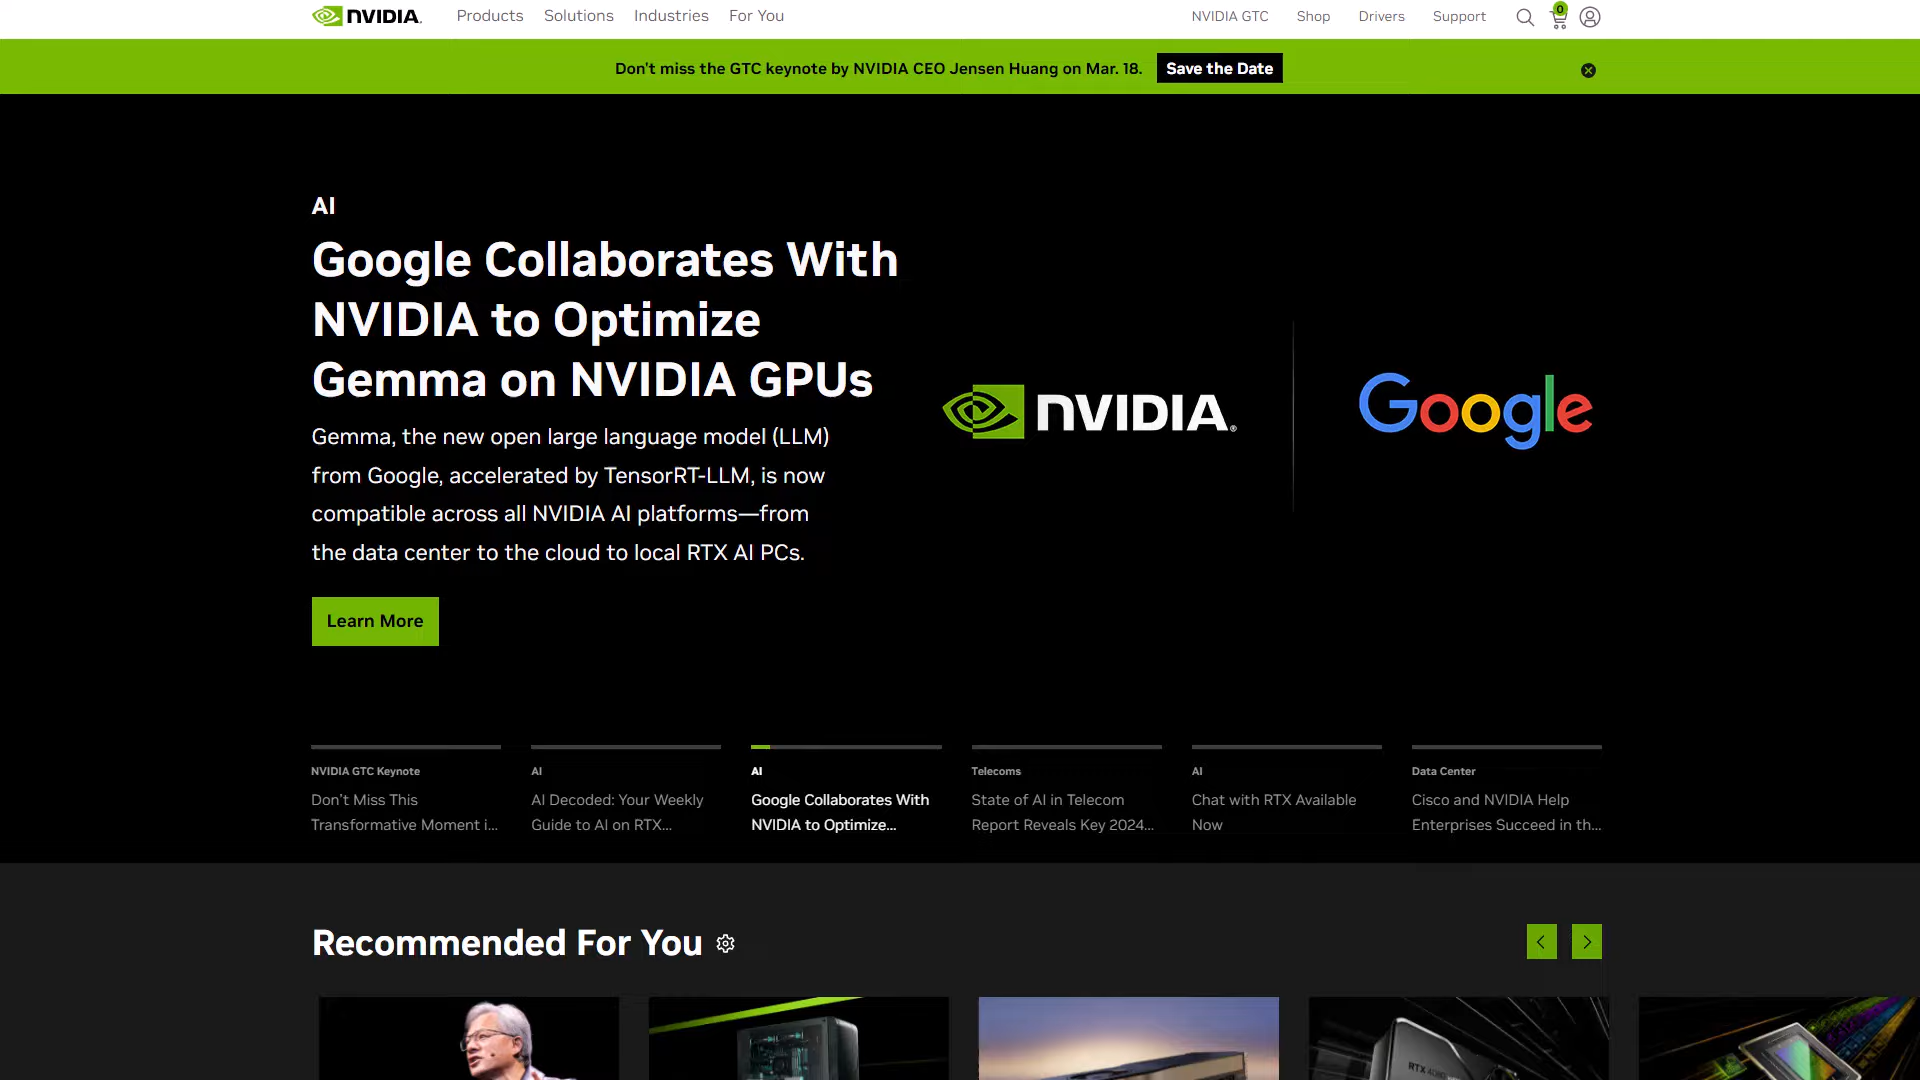 NVIDIA.
Products Solutions Industries For You
NVIDIA GTC Shop Drivers Support
0
Don't miss the GTC keynote by NVIDIA CEO Jensen Huang on Mar. 18. Save the Date
AI
Google Collaborates With
NVIDIA to Optimize
Gemma on NVIDIA GPUs
Gemma, the new open large language model (LLM)
from Google, accelerated by TensorRT-LLM, is now
compatible across all NVIDIA AI platforms—from
the data center to the cloud to local RTX AI PCs.
Learn More
NVIDIA®
Google
NVIDIA GTC Keynote
Don't Miss This
Transformative Moment i...
AI
AI Decoded: Your Weekly
Guide to AI on RTX...
AI
Google Collaborates With
NVIDIA to Optimize...
Telecoms
State of AI in Telecom
Report Reveals Key 2024...
AI
Chat with RTX Available
Now
Data Center
Cisco and NVIDIA Help
Enterprises Succeed in th...
Recommended For You